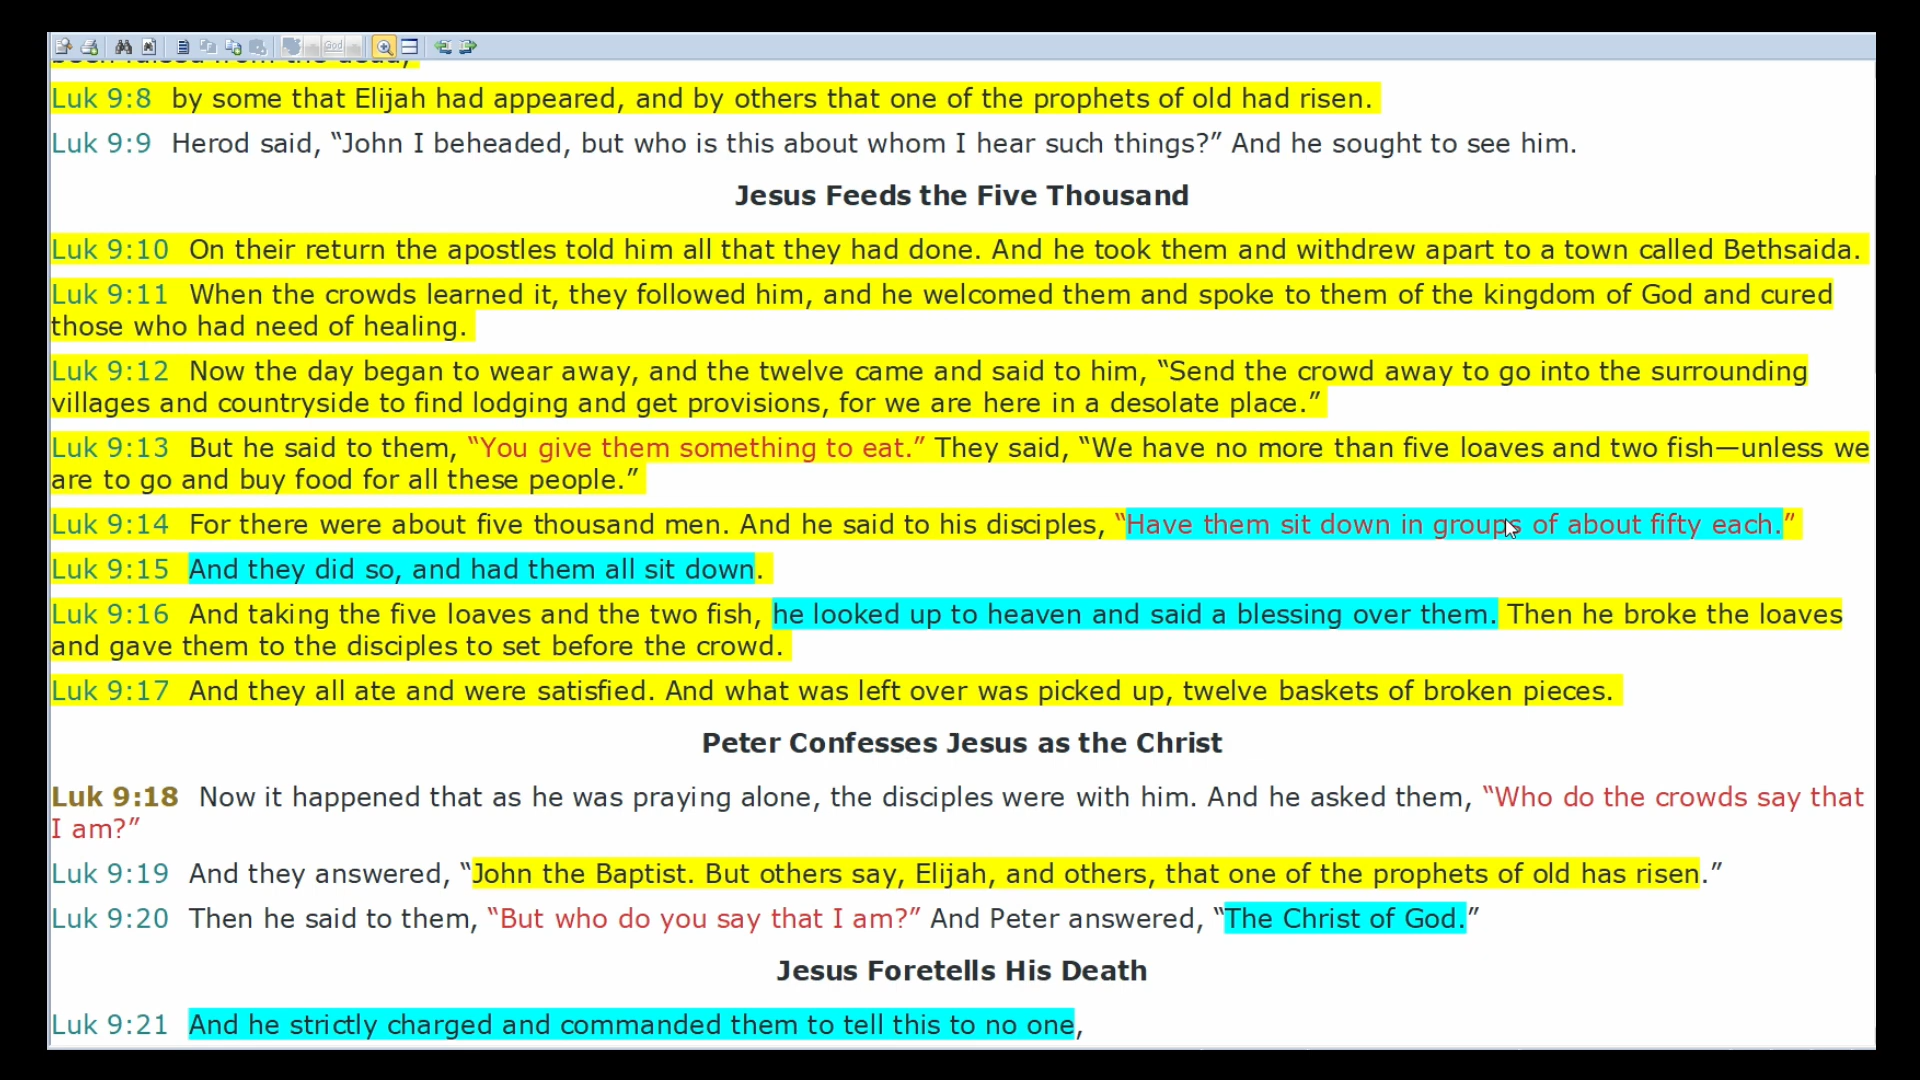 been raised from the dead,
Luk 9:8 by some that Elijah had appeared, and by others that one of the prophets of old had risen.
Luk 9:9 Herod said, “John I beheaded, but who is this about whom I hear such things?” And he sought to see him.
Jesus Feeds the Five Thousand
Luk 9:10 On their return the apostles told him all that they had done. And he took them and withdrew apart to a town called Bethsaida.
Luk 9:11 When the crowds learned it, they followed him, and he welcomed them and spoke to them of the kingdom of God and cured
those who had need of healing.
Luk 9:12 Now the day began to wear away, and the twelve came and said to him, “Send the crowd away to go into the surrounding
villages and countryside to find lodging and get provisions, for we are here in a desolate place.”
Luk 9:13 But he said to them, “You give them something to eat.” They said, “We have no more than five loaves and two fish—unless we
are to go and buy food for all these people.”
Luk 9:14 For there were about five thousand men. And he said to his disciples, “Have them sit down in groups of about fifty each.”
Luk 9:15 And they did so, and had them all sit down.
Luk 9:16 And taking the five loaves and the two fish, he looked up to heaven and said a blessing over them. Then he broke the loaves
and gave them to the disciples to set before the crowd.
Luk 9:17 And they all ate and were satisfied. And what was left over was picked up, twelve baskets of broken pieces.
Peter Confesses Jesus as the Christ
Luk 9:18 Now it happened that as he was praying alone, the disciples were with him. And he asked them, “Who do the crowds say that
I am?”
Luk 9:19 And they answered, “John the Baptist. But others say, Elijah, and others, that one of the prophets of old has risen.”
Luk 9:20 Then he said to them, “But who do you say that I am?” And Peter answered, “The Christ of God.”
Jesus Foretells His Death
Luk 9:21 And he strictly charged and commanded them to tell this to no one,